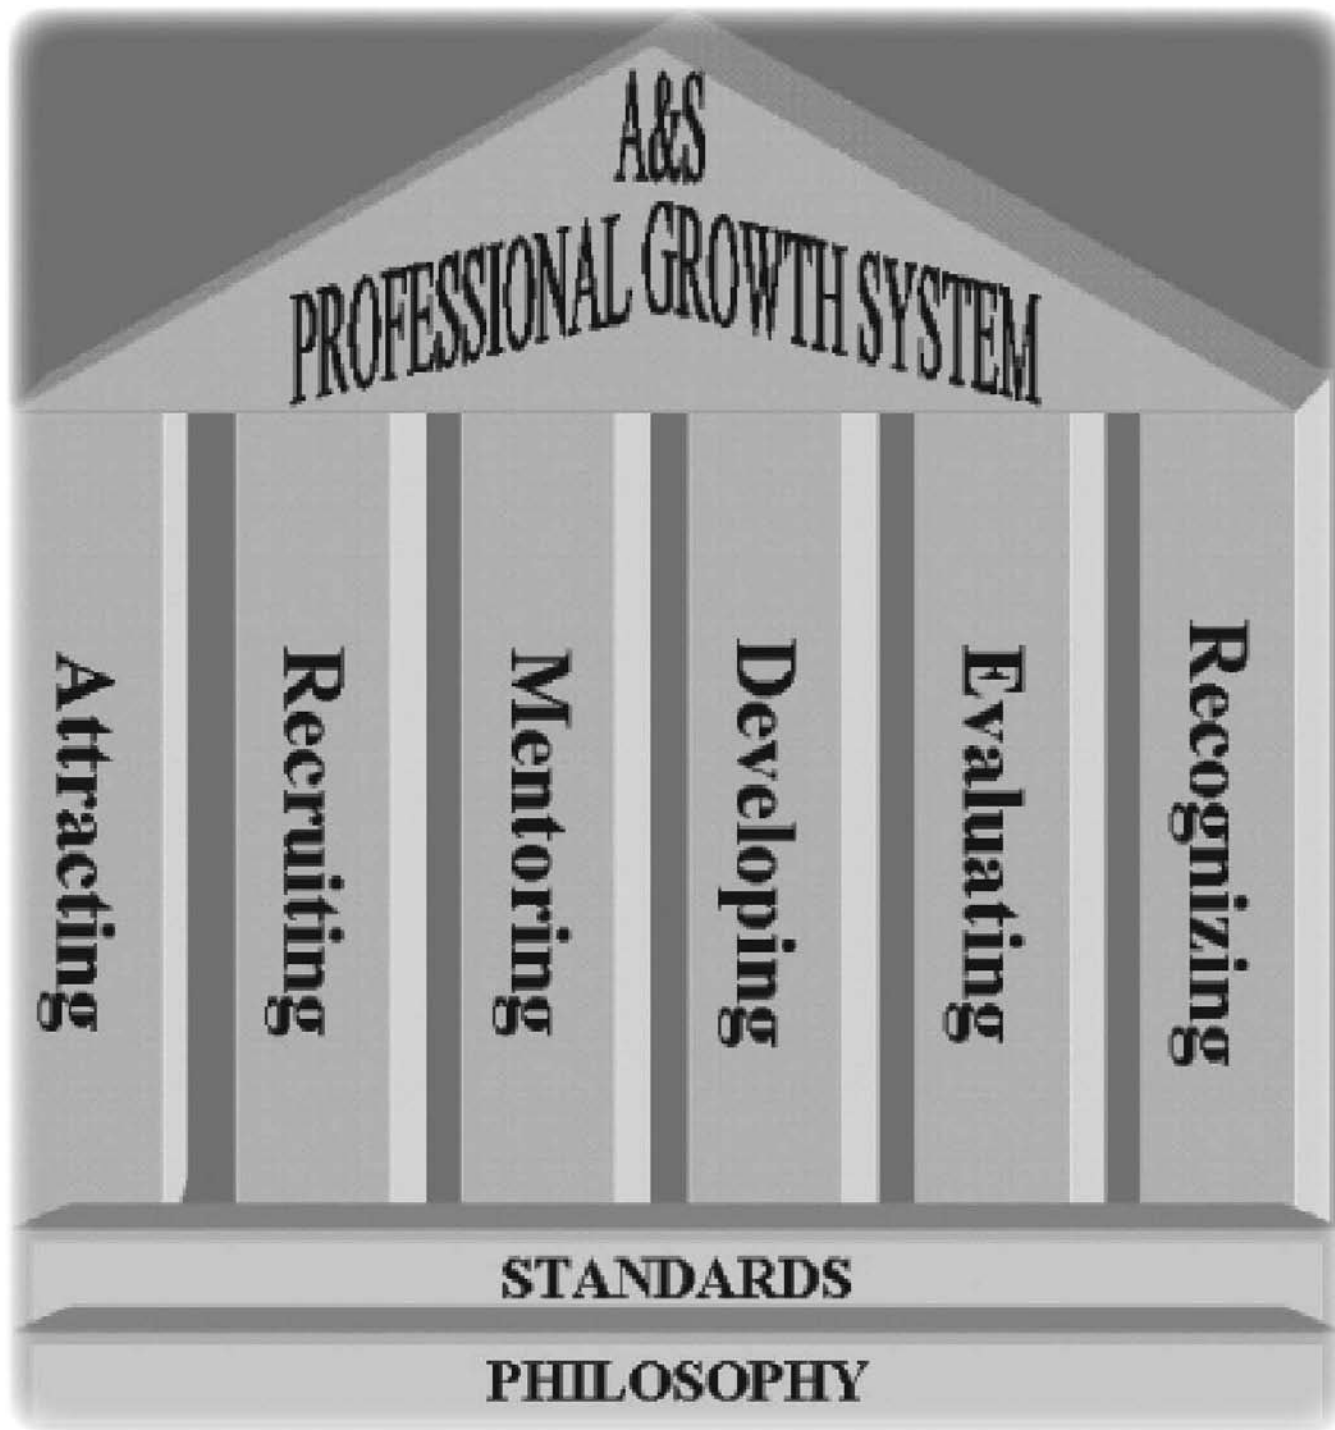 A&S
PROFESSIONAL GROWTH SYSTEM
Attracting
Recruiting
Mentoring
Developing
Evaluating
Recognizing
STANDARDS
PHILOSOPHY